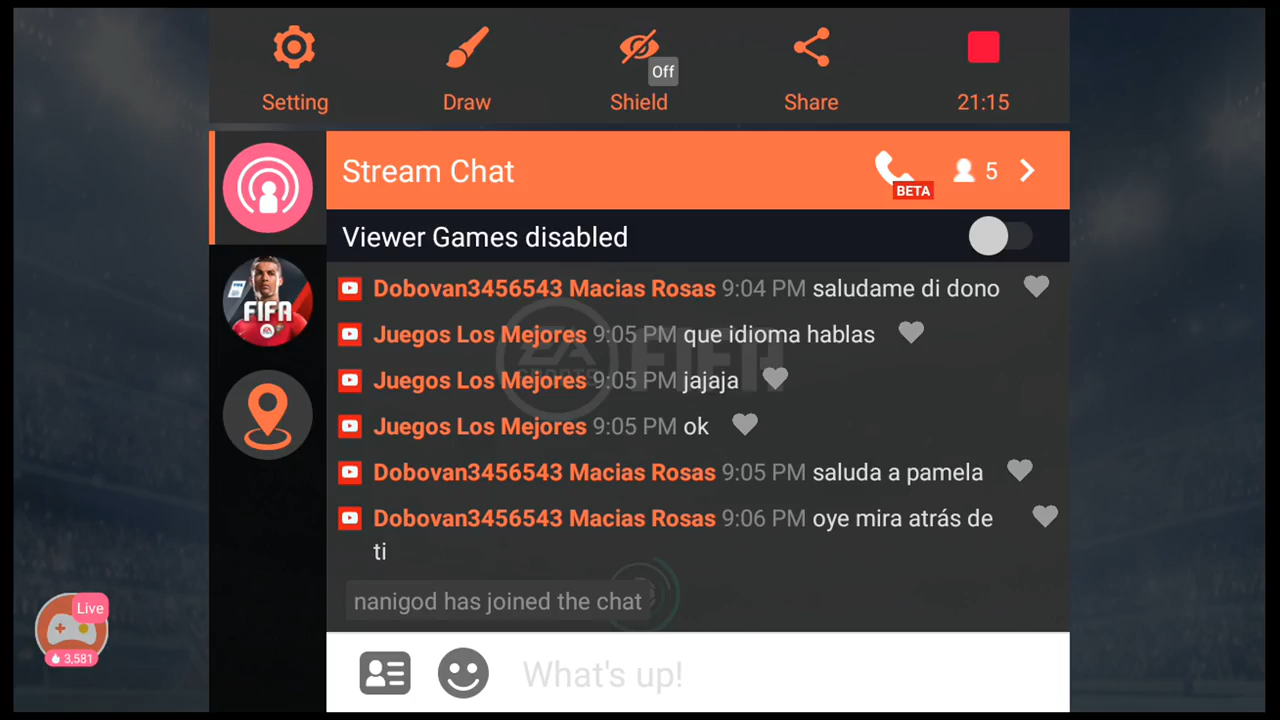 Setting
Draw
Off
Shield
Share
21:15
Stream Chat
BETA
5
Viewer Games disabled
Dobovan3456543 Macias Rosas 9:04 PM saludame di dono
Juegos Los Mejores 9:05 PM que idioma hablas
Juegos Los Mejores 9:05 PM jajaja
Juegos Los Mejores 9:05 PM ok
Dobovan3456543 Macias Rosas 9:05 PM saluda a pamela
Dobovan3456543 Macias Rosas 9:06 PM oye mira atrás de
ti
nanigod has joined the chat
What's up!
FIFA
EA SPORTS FIFA
Live
3,581